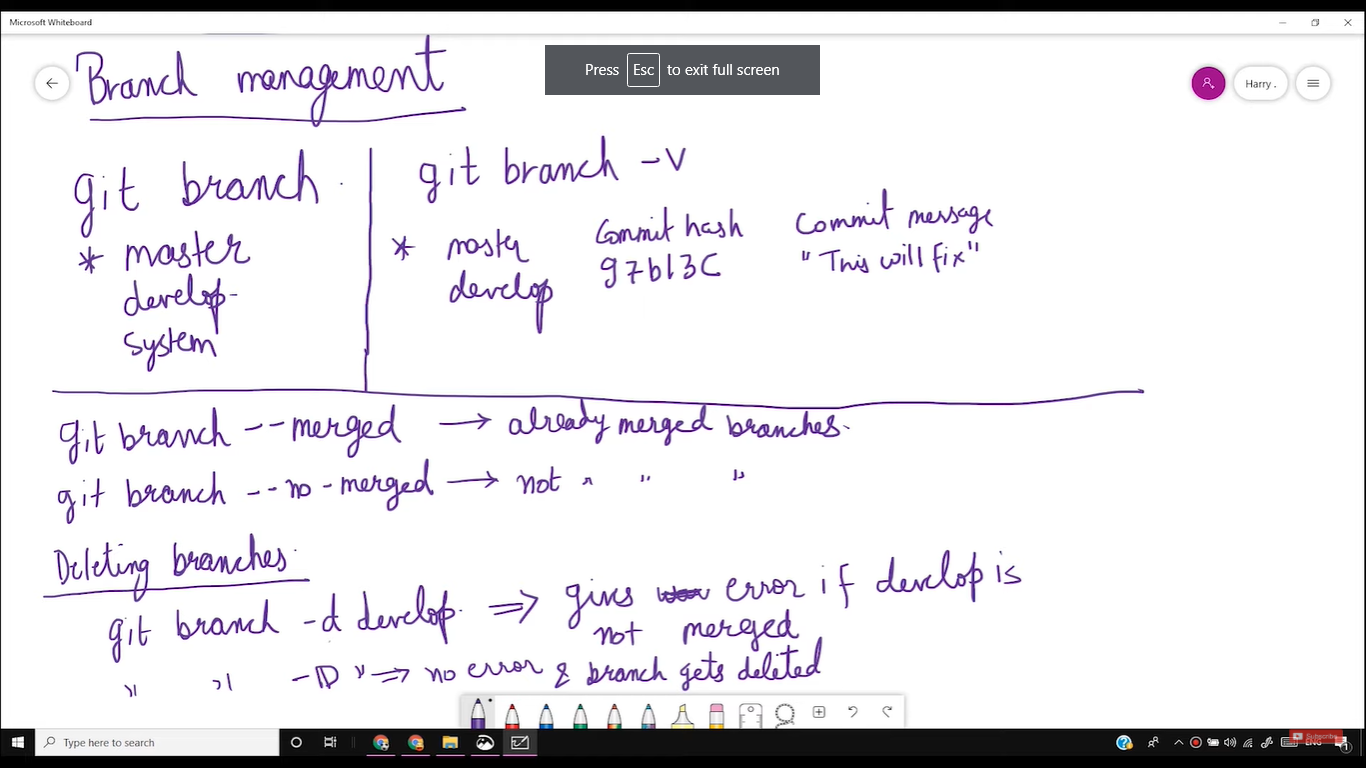 Microsoft Whiteboard
Press Esc to exit full screen
Harry .
Branch management
git branch
* master
develop
system
git branch -v
* master
develop
Commit hash
97b13C
Commit message
"This will fix"
git branch --merged → already merged branches.
git branch --no-merged → not " " "
Deleting branches.
git branch -d develop. ⇒ gives error if develop is
not merged
" " -D " ⇒ no error & branch gets deleted
Type here to search
Subscribe
ENG
1